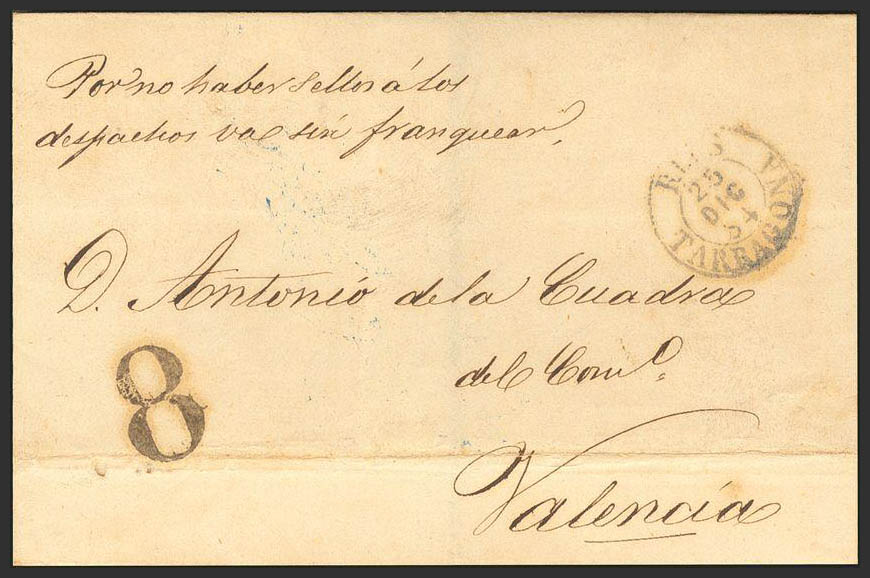 Por no haber sellos á los
despachos va sin franquear.
REUS
25
DIC
54
TARRAGONA
D. Antonio de la Cuadra
del Com.º
8
Valencia